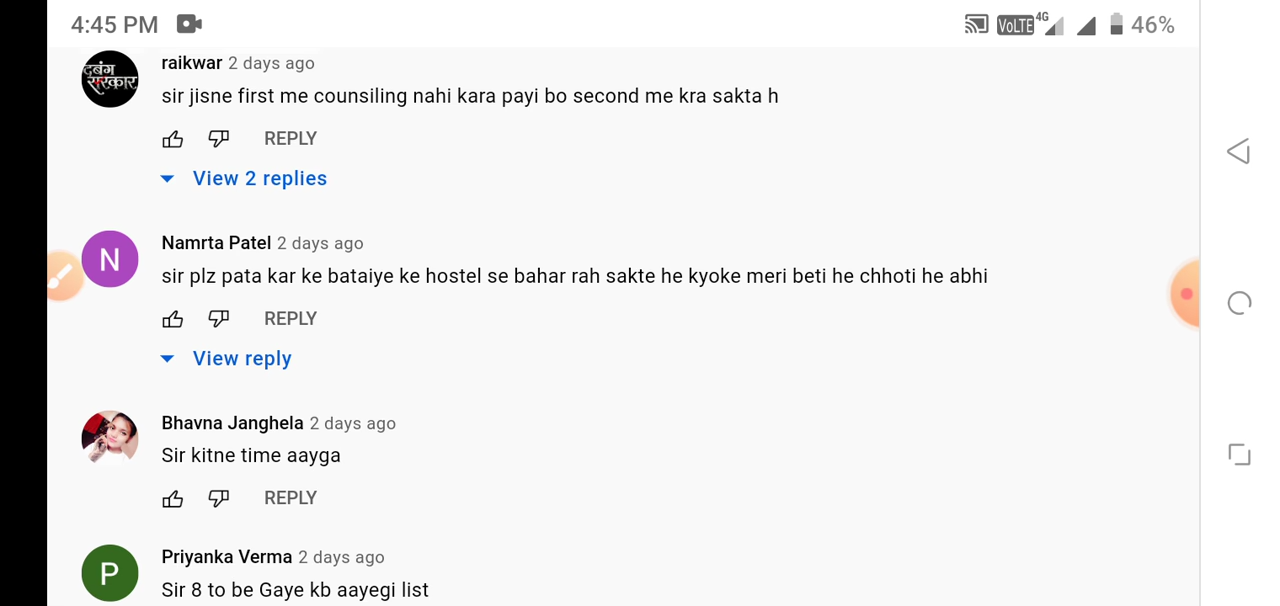 4:45 PM
VoLTE 4G 46%
दबंग
सरकार
raikwar 2 days ago
sir jisne first me counsiling nahi kara payi bo second me kra sakta h
REPLY
View 2 replies
N
Namrta Patel 2 days ago
sir plz pata kar ke bataiye ke hostel se bahar rah sakte he kyoke meri beti he chhoti he abhi
REPLY
View reply
Bhavna Janghela 2 days ago
Sir kitne time aayga
REPLY
P
Priyanka Verma 2 days ago
Sir 8 to be Gaye kb aayegi list